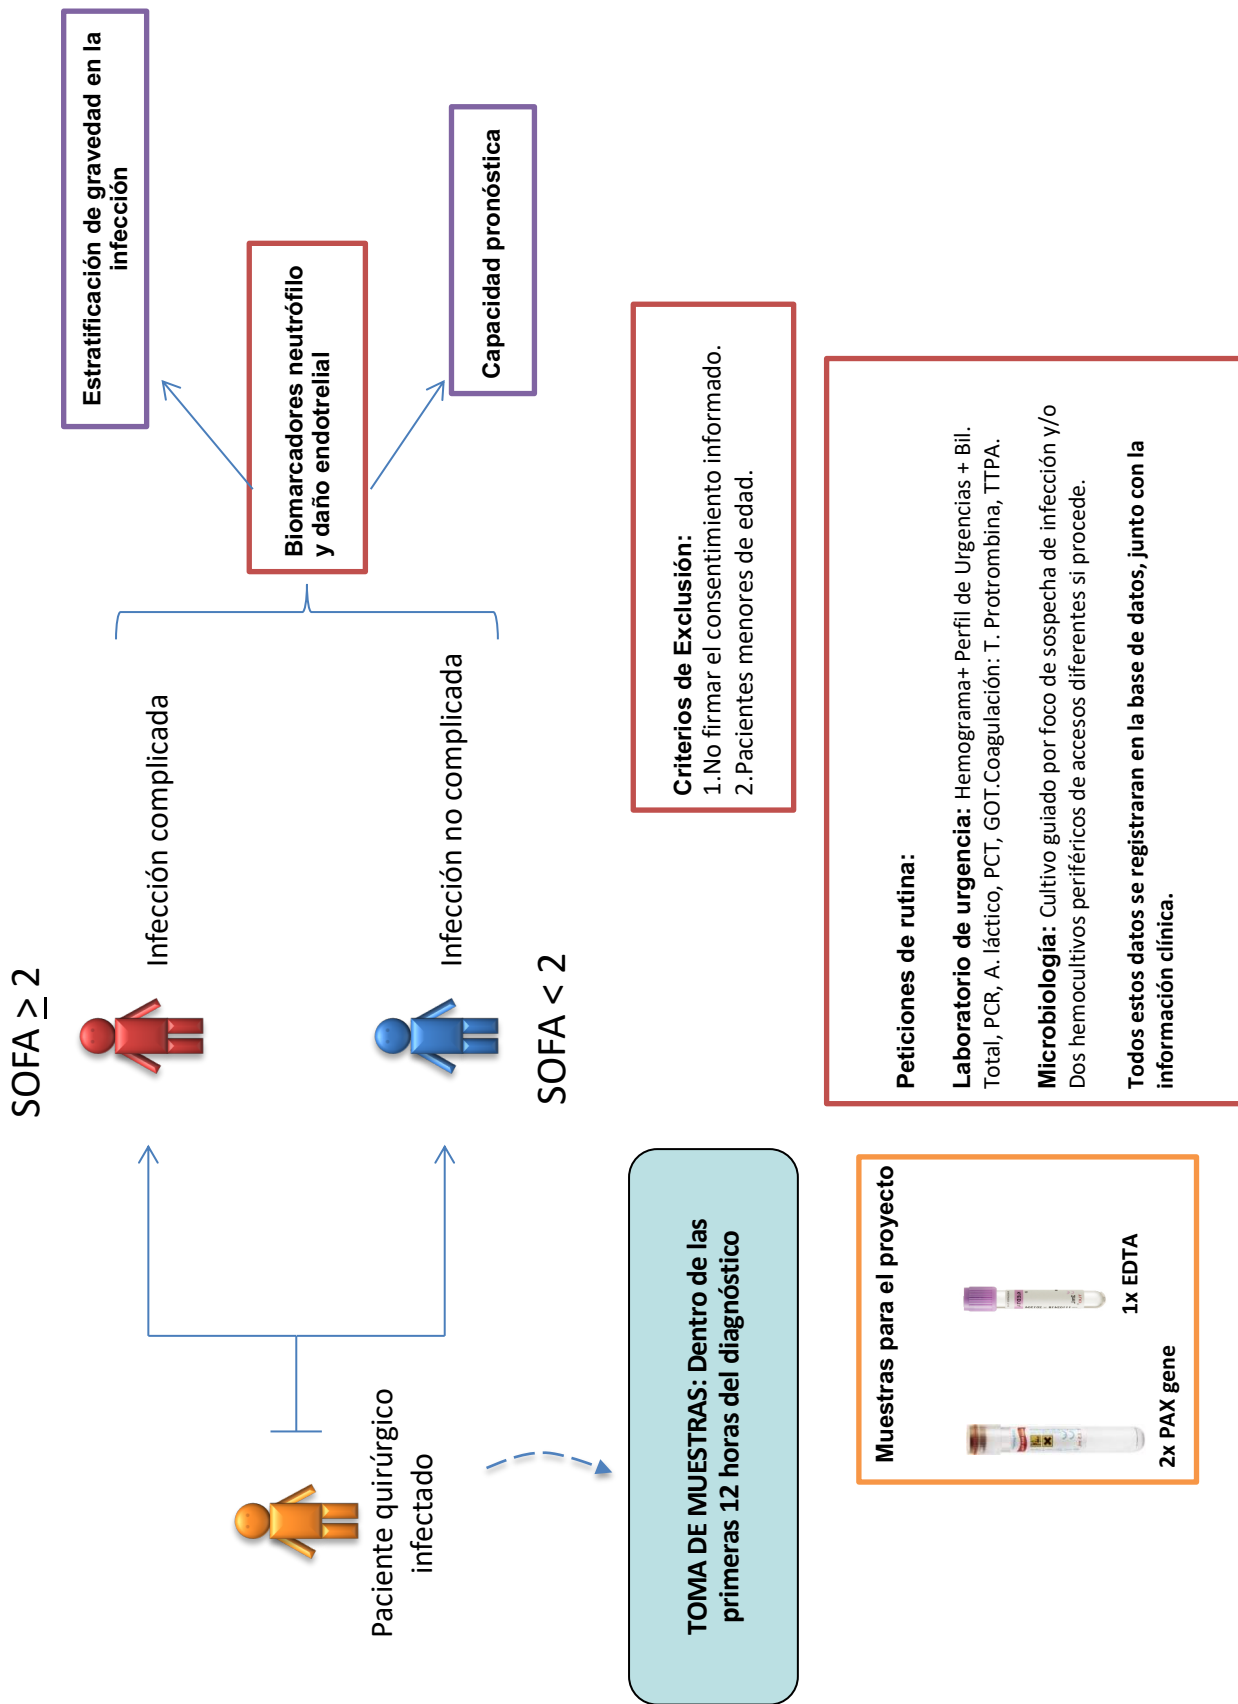 SOFA ≥ 2
Infección complicada
Infección no complicada
SOFA < 2
Paciente quirúrgico
infectado
Estratificación de gravedad en la
infección
Biomarcadores neutrófilo
y daño endotrelial
Capacidad pronóstica
TOMA DE MUESTRAS: Dentro de las
primeras 12 horas del diagnóstico
Criterios de Exclusión:
1.No firmar el consentimiento informado.
2.Pacientes menores de edad.
Muestras para el proyecto
2x PAX gene
1x EDTA
Peticiones de rutina:
Laboratorio de urgencia: Hemograma+ Perfil de Urgencias + Bil.
Total, PCR, A. láctico, PCT, GOT.Coagulación: T. Protrombina, TTPA.
Microbiología: Cultivo guiado por foco de sospecha de infección y/o
Dos hemocultivos periféricos de accesos diferentes si procede.
Todos estos datos se registraran en la base de datos, junto con la
información clínica.